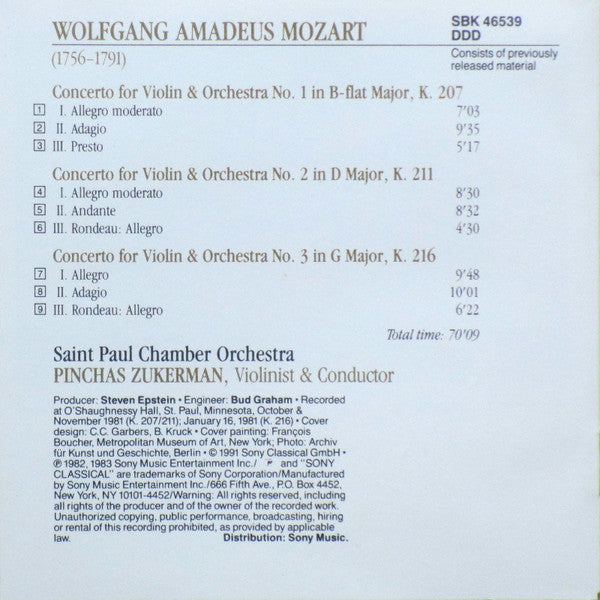 WOLFGANG AMADEUS MOZART
(1756–1791)
SBK 46539
DDD
Consists of previously
released material
Concerto for Violin & Orchestra No. 1 in B-flat Major, K. 207
1 I. Allegro moderato 7'03
2 II. Adagio 9'35
3 III. Presto 5'17
Concerto for Violin & Orchestra No. 2 in D Major, K. 211
4 I. Allegro moderato 8'30
5 II. Andante 8'32
6 III. Rondeau: Allegro 4'30
Concerto for Violin & Orchestra No. 3 in G Major, K. 216
7 I. Allegro 9'48
8 II. Adagio 10'01
9 III. Rondeau: Allegro 6'22
Total time: 70'09
Saint Paul Chamber Orchestra
PINCHAS ZUKERMAN, Violinist & Conductor
Producer: Steven Epstein • Engineer: Bud Graham • Recorded
at O'Shaughnessy Hall, St. Paul, Minnesota, October &
November 1981 (K. 207/211); January 16, 1981 (K. 216) • Cover
design: C.C. Garbers, B. Kruck • Cover painting: François
Boucher, Metropolitan Museum of Art, New York; Photo: Archiv
für Kunst und Geschichte, Berlin • © 1991 Sony Classical GmbH •
℗ 1982, 1983 Sony Music Entertainment Inc./ and "SONY
CLASSICAL" are trademarks of Sony Corporation/Manufactured
by Sony Music Entertainment Inc./666 Fifth Ave., P.O. Box 4452,
New York, NY 10101-4452/Warning: All rights reserved, including
all rights of the producer and of the owner of the recorded work.
Unauthorized copying, public performance, broadcasting, hiring
or rental of this recording prohibited, as provided by applicable
law. Distribution: Sony Music.